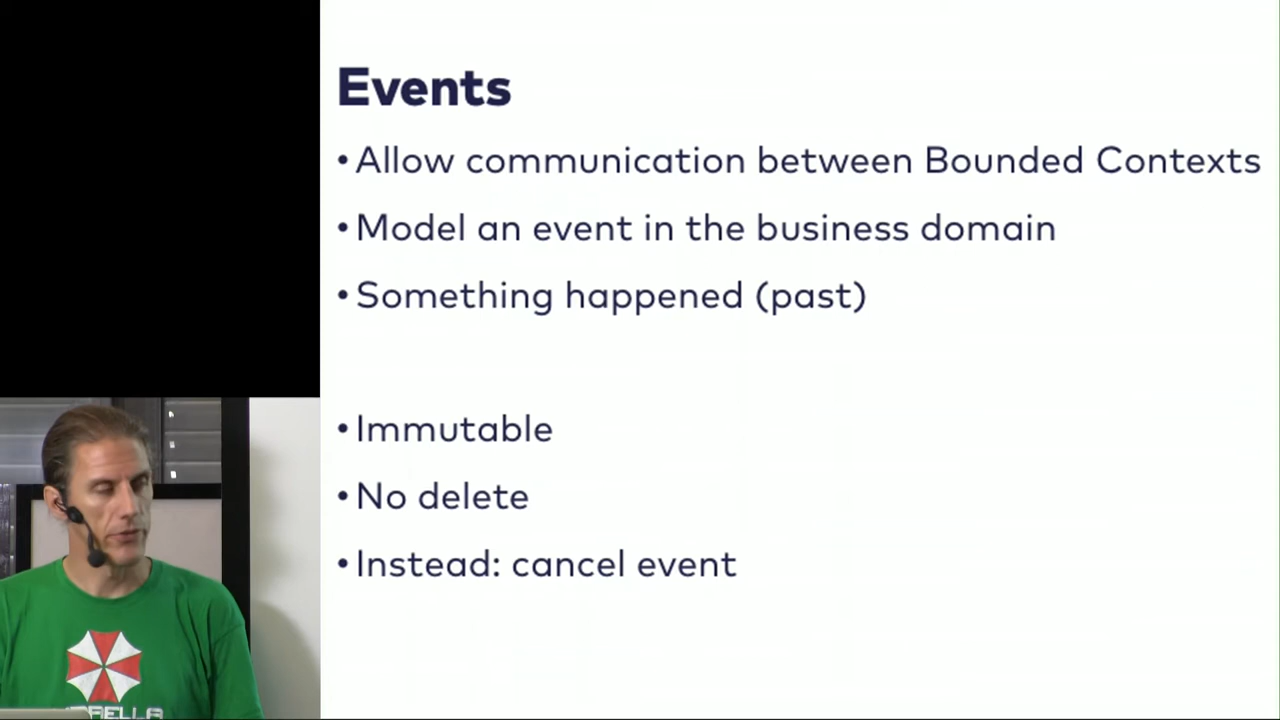 Events
• Allow communication between Bounded Contexts
• Model an event in the business domain
• Something happened (past)
• Immutable
• No delete
• Instead: cancel event